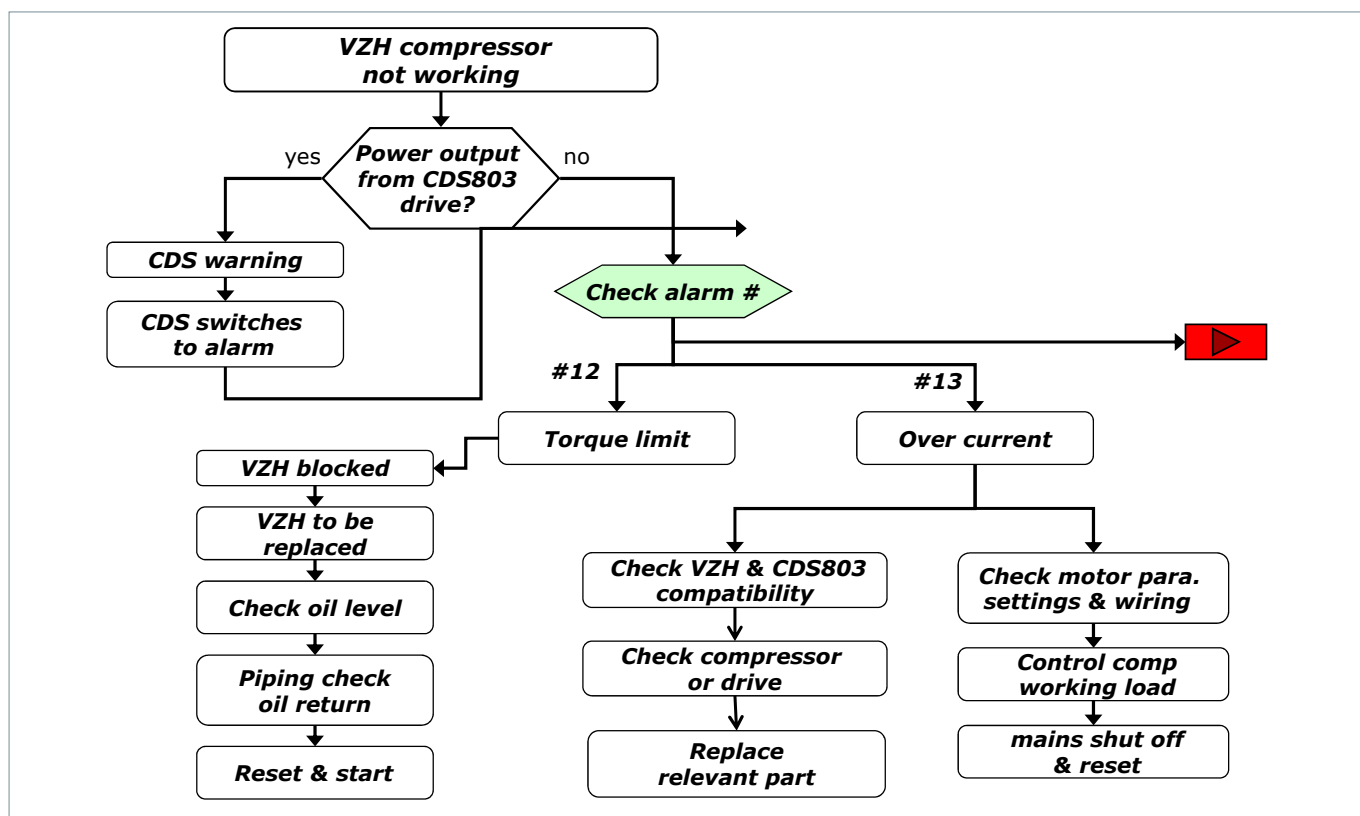 VZH compressor
not working
yes
Power output
from CDS803
drive?
no
CDS warning
CDS switches
to alarm
Check alarm #
#12
#13
Torque limit
Over current
VZH blocked
VZH to be
replaced
Check oil level
Piping check
oil return
Reset & start
Check VZH & CDS803
compatibility
Check compressor
or drive
Replace
relevant part
Check motor para.
settings & wiring
Control comp
working load
mains shut off
& reset